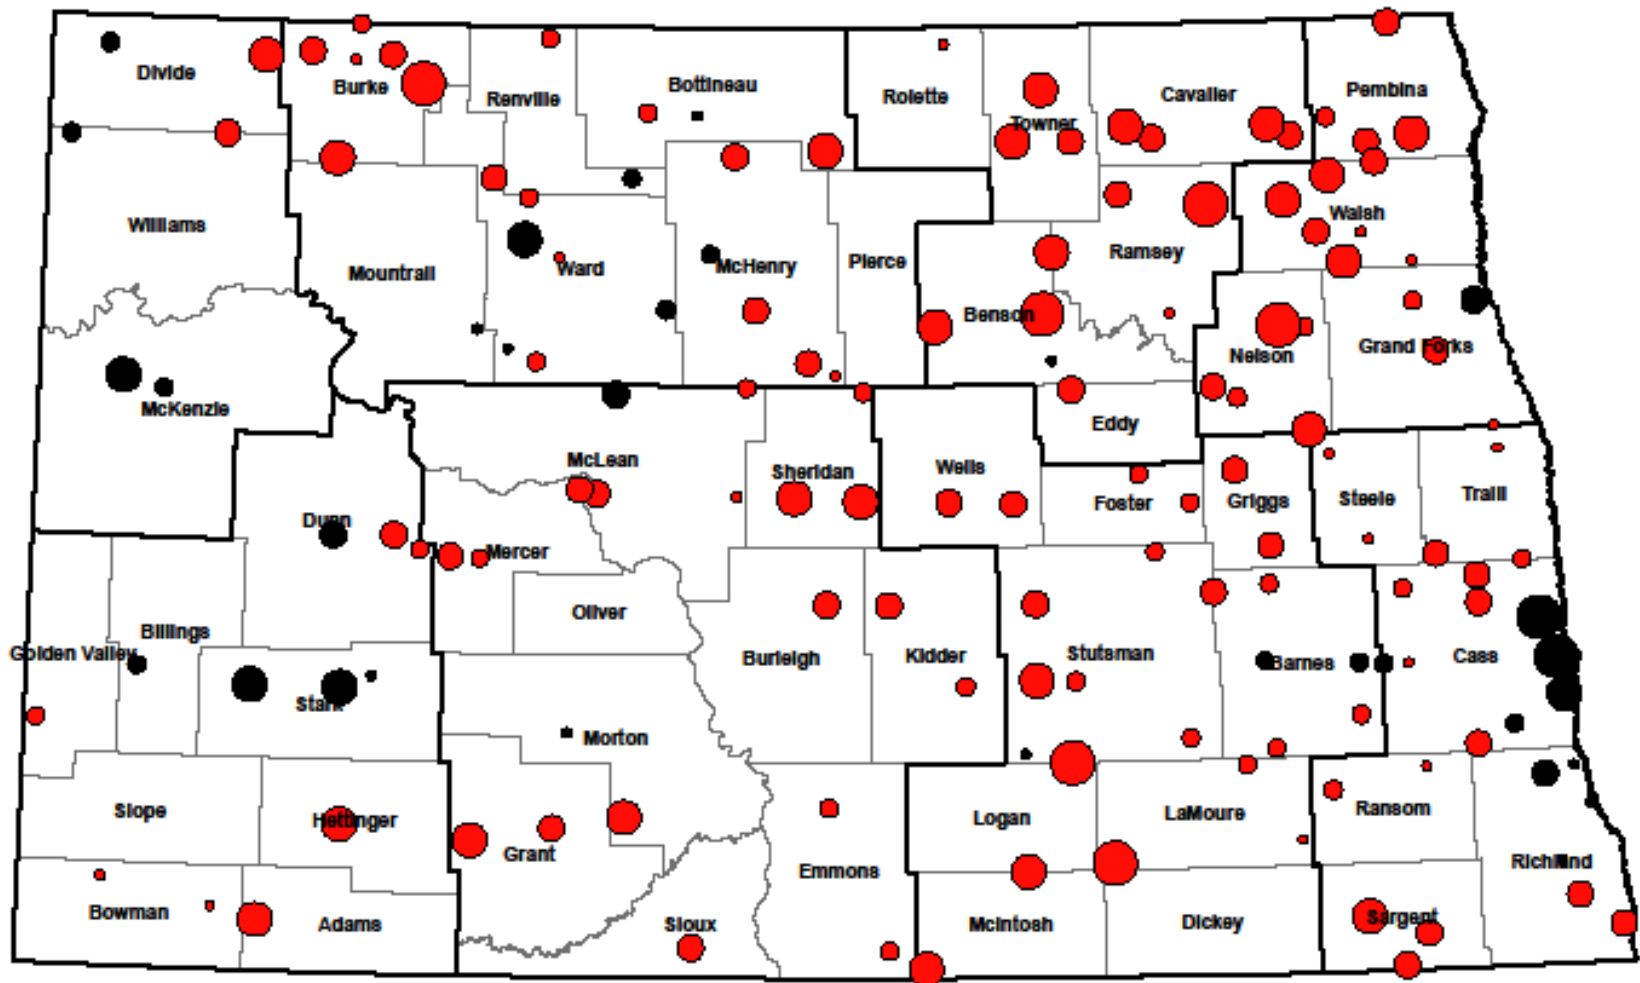 Divide
Burke
Renville
Bottineau
Rolette
Towner
Cavalier
Pembina
Williams
Mountrail
Ward
McHenry
Pierce
Benson
Ramsey
Walsh
Nelson
Grand Forks
McKenzie
Eddy
McLean
Sheridan
Wells
Foster
Griggs
Steele
Traill
Dunn
Mercer
Oliver
Golden Valley
Billings
Burleigh
Kidder
Stutsman
Barnes
Cass
Stark
Morton
Slope
Hettinger
Grant
Logan
LaMoure
Ransom
Richland
Emmons
Bowman
Adams
Sioux
McIntosh
Dickey
Sargent